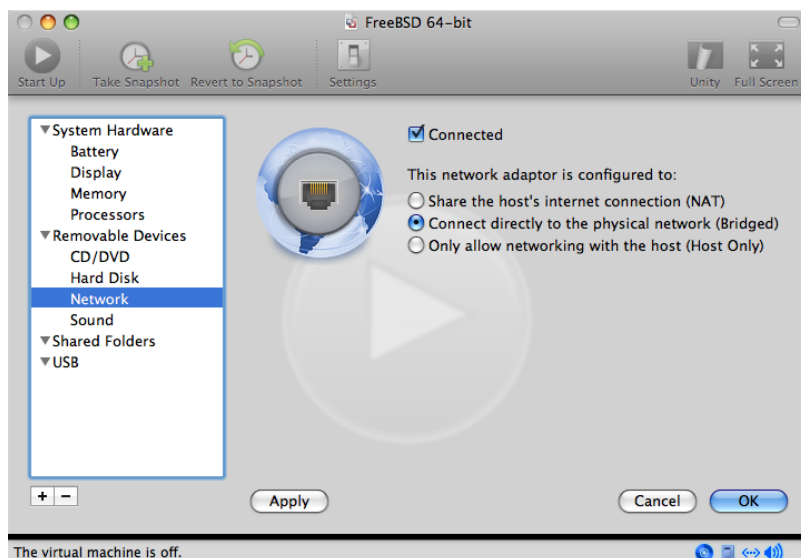 FreeBSD 64-bit
Start Up Take Snapshot Revert to Snapshot Settings Unity Full Screen
System Hardware
Battery
Display
Memory
Processors
Removable Devices
CD/DVD
Hard Disk
Network
Sound
Shared Folders
USB
Connected
This network adaptor is configured to:
Share the host's internet connection (NAT)
Connect directly to the physical network (Bridged)
Only allow networking with the host (Host Only)
+ −
Apply Cancel OK
The virtual machine is off.